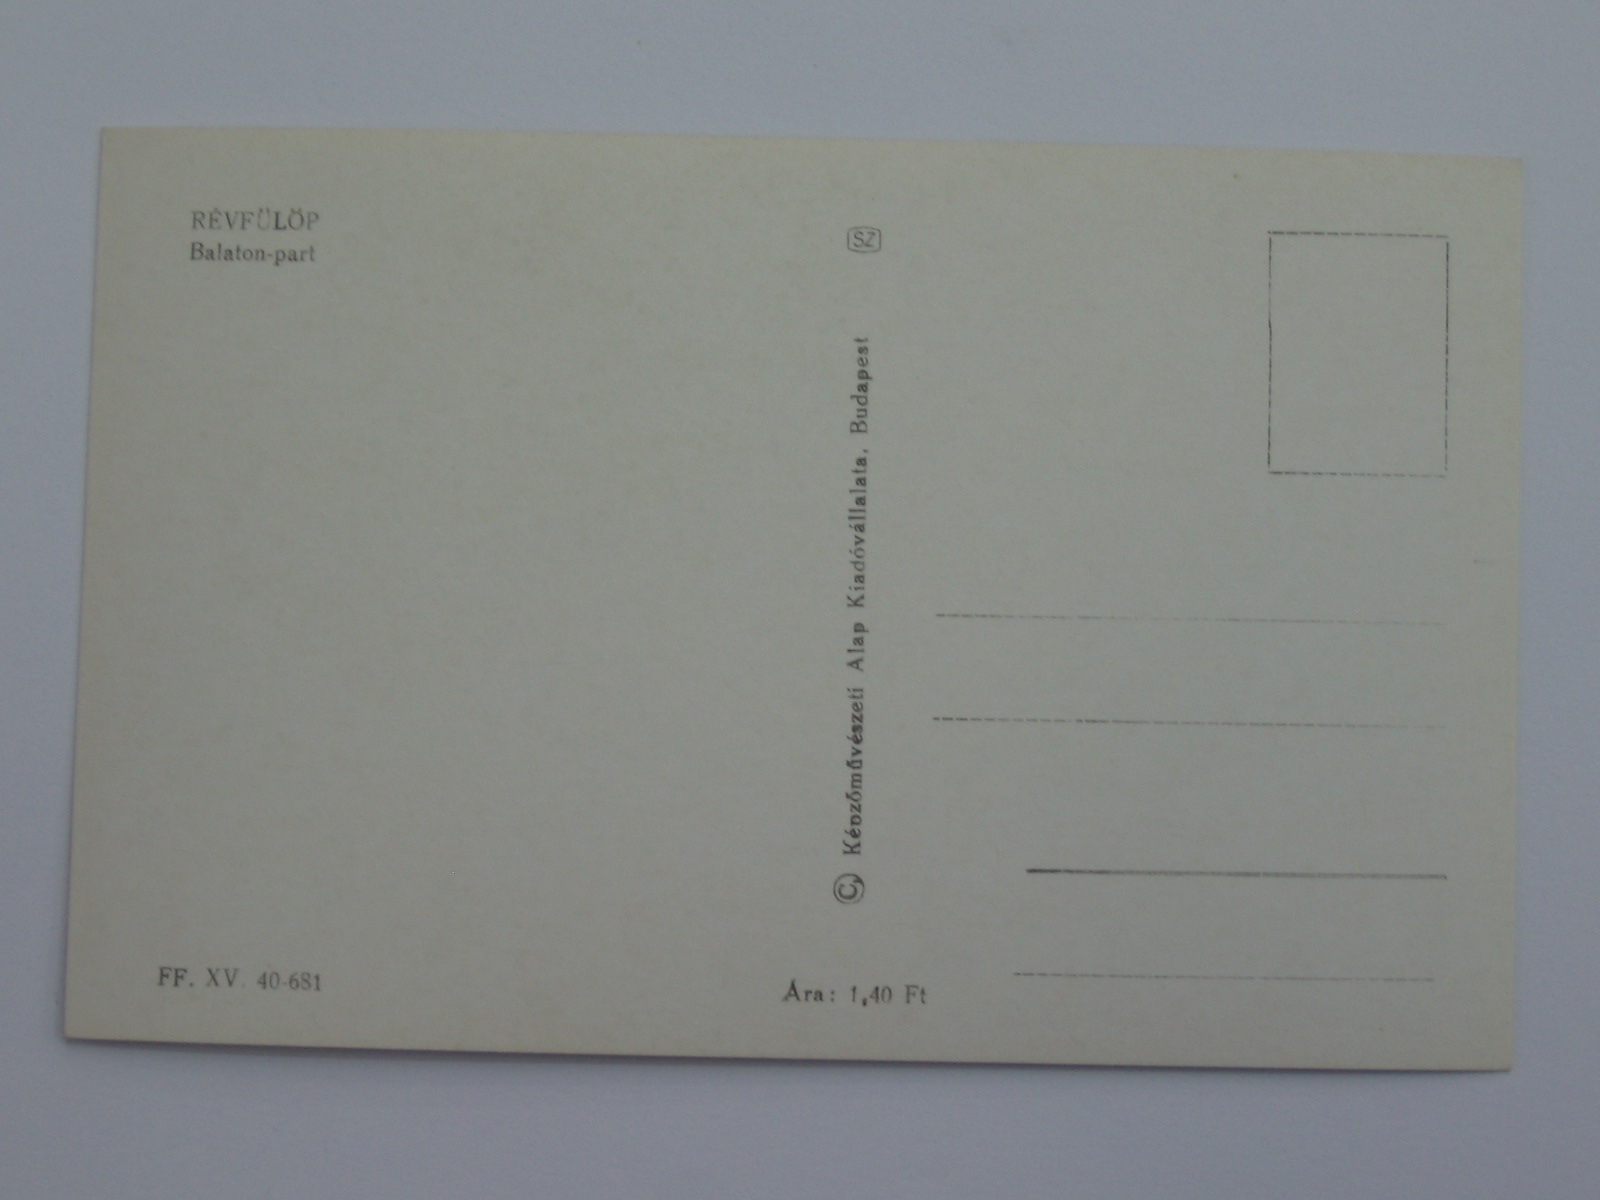 RÉVFÜLÖP
Balaton-part
SZ
© Képzőművészeti Alap Kiadóvállalata, Budapest
FF. XV. 40-681
Ára: 1,40 Ft